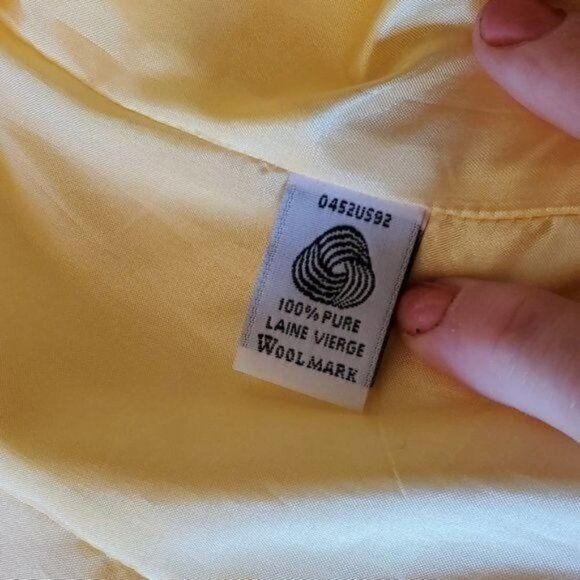 0452US92
100% PURE
LAINE VIERGE
WOOLMARK